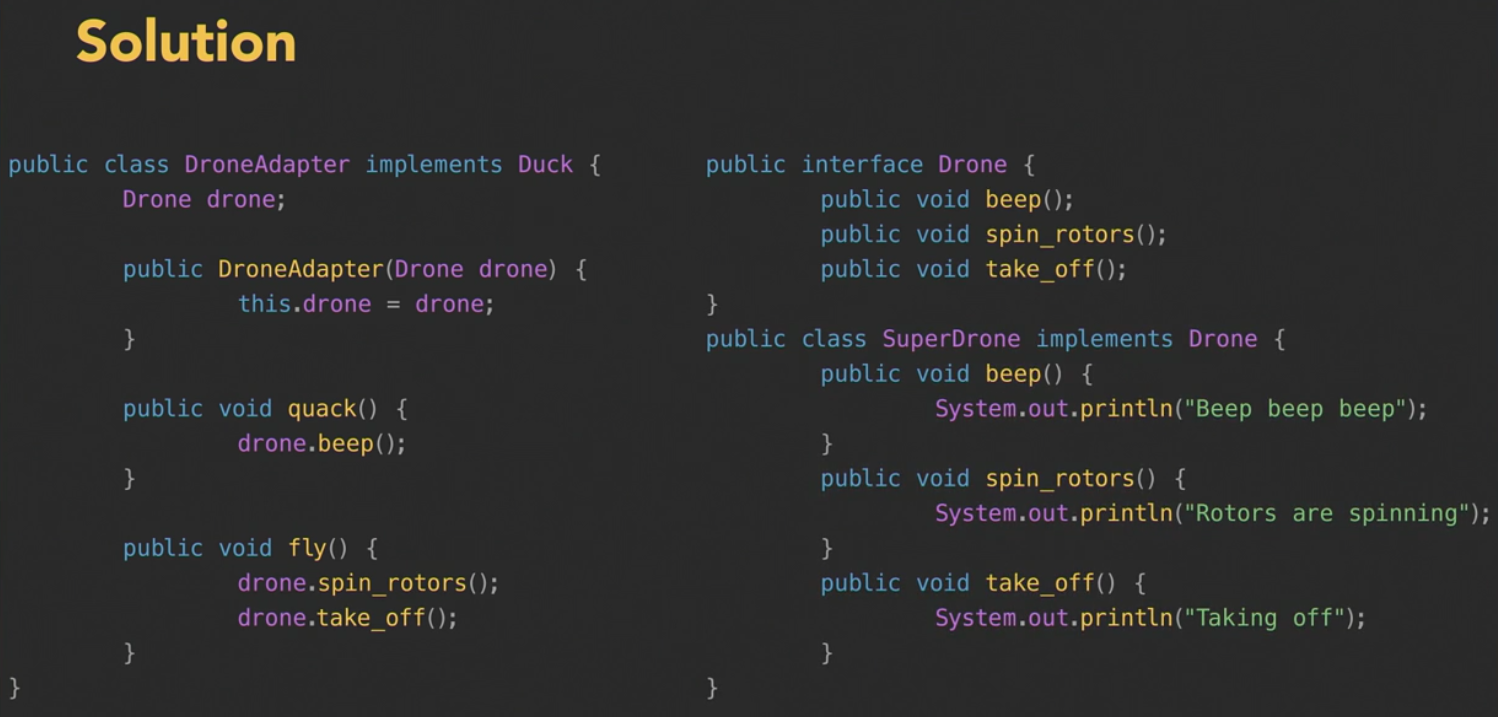 Solution
public class DroneAdapter implements Duck {
Drone drone;
public DroneAdapter(Drone drone) {
this.drone = drone;
}
public void quack() {
drone.beep();
}
public void fly() {
drone.spin_rotors();
drone.take_off();
}
}
public interface Drone {
public void beep();
public void spin_rotors();
public void take_off();
}
public class SuperDrone implements Drone {
public void beep() {
System.out.println("Beep beep beep");
}
public void spin_rotors() {
System.out.println("Rotors are spinning");
}
public void take_off() {
System.out.println("Taking off");
}
}